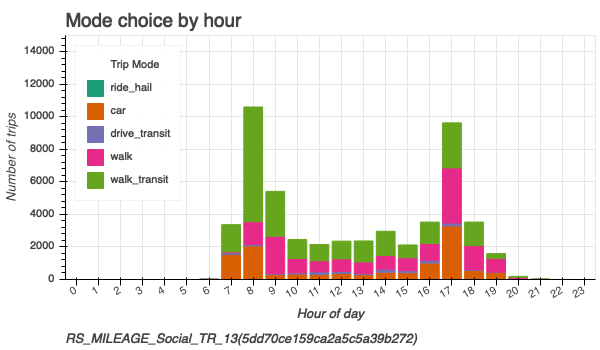 Mode choice by hour
14000
12000
10000
8000
6000
4000
2000
0
Number of trips
Trip Mode
ride_hail
car
drive_transit
walk
walk_transit
0 1 2 3 4 5 6 7 8 9 10 11 12 13 14 15 16 17 18 19 20 21 22 23
Hour of day
RS_MILEAGE_Social_TR_13(5dd70ce159ca2a5c5a39b272)